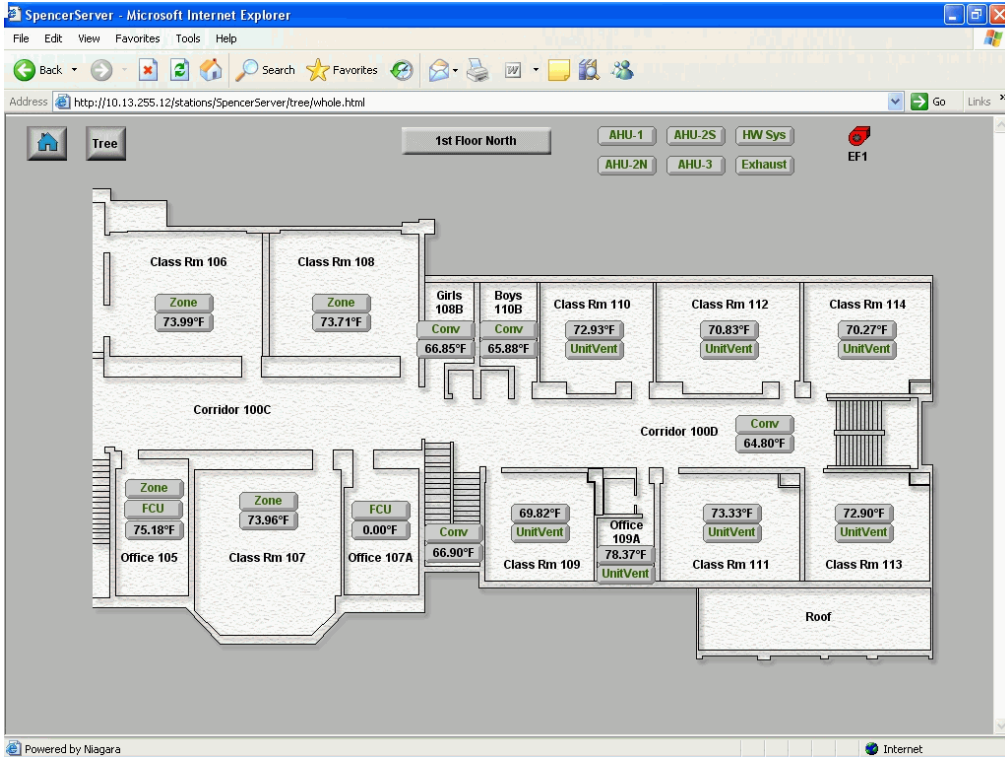 SpencerServer - Microsoft Internet Explorer
File Edit View Favorites Tools Help
Back Search Favorites
Address http://10.13.255.12/stations/SpencerServer/tree/whole.html Go Links »
Tree
1st Floor North
AHU-1 AHU-2S HW Sys
AHU-2N AHU-3 Exhaust
EF1
Class Rm 106
Zone
73.99°F
Class Rm 108
Zone
73.71°F
Girls
108B
Conv
66.85°F
Boys
110B
Conv
65.88°F
Class Rm 110
72.93°F
UnitVent
Class Rm 112
70.83°F
UnitVent
Class Rm 114
70.27°F
UnitVent
Corridor 100C
Corridor 100D
Conv
64.80°F
Zone
FCU
75.18°F
Office 105
Zone
73.96°F
Class Rm 107
FCU
0.00°F
Office 107A
Conv
66.90°F
69.82°F
UnitVent
Class Rm 109
Office
109A
78.37°F
UnitVent
73.33°F
UnitVent
Class Rm 111
72.90°F
UnitVent
Class Rm 113
Roof
Powered by Niagara
Internet